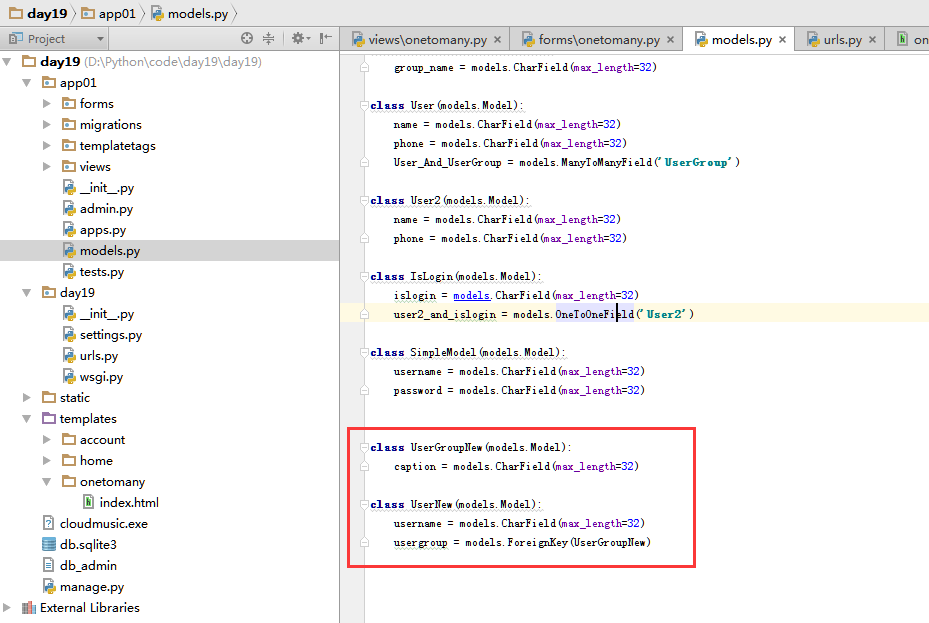 day19 app01 models.py
Project
views\onetomany.py × forms\onetomany.py × models.py × urls.py × on
day19 (D:\Python\code\day19\day19)
app01
forms
migrations
templatetags
views
__init__.py
admin.py
apps.py
models.py
tests.py
day19
__init__.py
settings.py
urls.py
wsgi.py
static
templates
account
home
onetomany
index.html
cloudmusic.exe
db.sqlite3
db_admin
manage.py
External Libraries
group_name = models.CharField(max_length=32)
class User(models.Model):
name = models.CharField(max_length=32)
phone = models.CharField(max_length=32)
User_And_UserGroup = models.ManyToManyField('UserGroup')
class User2(models.Model):
name = models.CharField(max_length=32)
phone = models.CharField(max_length=32)
class IsLogin(models.Model):
islogin = models.CharField(max_length=32)
user2_and_islogin = models.OneToOneField('User2')
class SimpleModel(models.Model):
username = models.CharField(max_length=32)
password = models.CharField(max_length=32)
class UserGroupNew(models.Model):
caption = models.CharField(max_length=32)
class UserNew(models.Model):
username = models.CharField(max_length=32)
usergroup = models.ForeignKey(UserGroupNew)